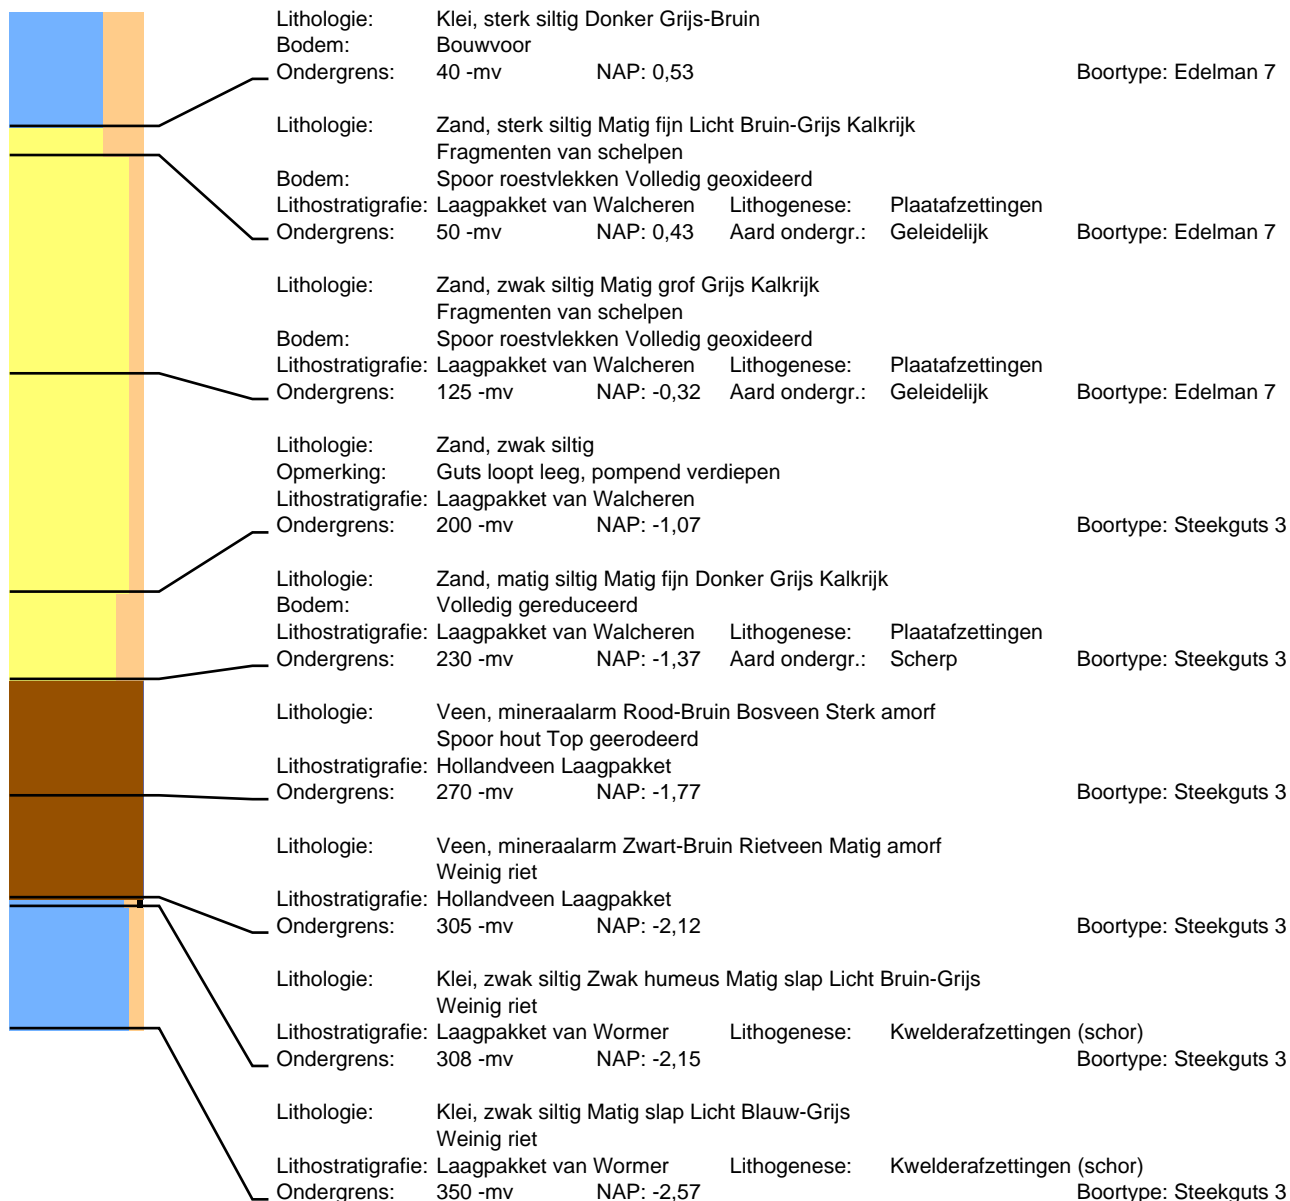 Lithologie: Klei, sterk siltig Donker Grijs-Bruin
Bodem: Bouwvoor
Ondergrens: 40 -mv NAP: 0,53 Boortype: Edelman 7
Lithologie: Zand, sterk siltig Matig fijn Licht Bruin-Grijs Kalkrijk
Fragmenten van schelpen
Bodem: Spoor roestvlekken Volledig geoxideerd
Lithostratigrafie: Laagpakket van Walcheren Lithogenese: Plaatafzettingen
Ondergrens: 50 -mv NAP: 0,43 Aard ondergr.: Geleidelijk Boortype: Edelman 7
Lithologie: Zand, zwak siltig Matig grof Grijs Kalkrijk
Fragmenten van schelpen
Bodem: Spoor roestvlekken Volledig geoxideerd
Lithostratigrafie: Laagpakket van Walcheren Lithogenese: Plaatafzettingen
Ondergrens: 125 -mv NAP: -0,32 Aard ondergr.: Geleidelijk Boortype: Edelman 7
Lithologie: Zand, zwak siltig
Opmerking: Guts loopt leeg, pompend verdiepen
Lithostratigrafie: Laagpakket van Walcheren
Ondergrens: 200 -mv NAP: -1,07 Boortype: Steekguts 3
Lithologie: Zand, matig siltig Matig fijn Donker Grijs Kalkrijk
Bodem: Volledig gereduceerd
Lithostratigrafie: Laagpakket van Walcheren Lithogenese: Plaatafzettingen
Ondergrens: 230 -mv NAP: -1,37 Aard ondergr.: Scherp Boortype: Steekguts 3
Lithologie: Veen, mineraalarm Rood-Bruin Bosveen Sterk amorf
Spoor hout Top geerodeerd
Lithostratigrafie: Hollandveen Laagpakket
Ondergrens: 270 -mv NAP: -1,77 Boortype: Steekguts 3
Lithologie: Veen, mineraalarm Zwart-Bruin Rietveen Matig amorf
Weinig riet
Lithostratigrafie: Hollandveen Laagpakket
Ondergrens: 305 -mv NAP: -2,12 Boortype: Steekguts 3
Lithologie: Klei, zwak siltig Zwak humeus Matig slap Licht Bruin-Grijs
Weinig riet
Lithostratigrafie: Laagpakket van Wormer Lithogenese: Kwelderafzettingen (schor)
Ondergrens: 308 -mv NAP: -2,15 Boortype: Steekguts 3
Lithologie: Klei, zwak siltig Matig slap Licht Blauw-Grijs
Weinig riet
Lithostratigrafie: Laagpakket van Wormer Lithogenese: Kwelderafzettingen (schor)
Ondergrens: 350 -mv NAP: -2,57 Boortype: Steekguts 3